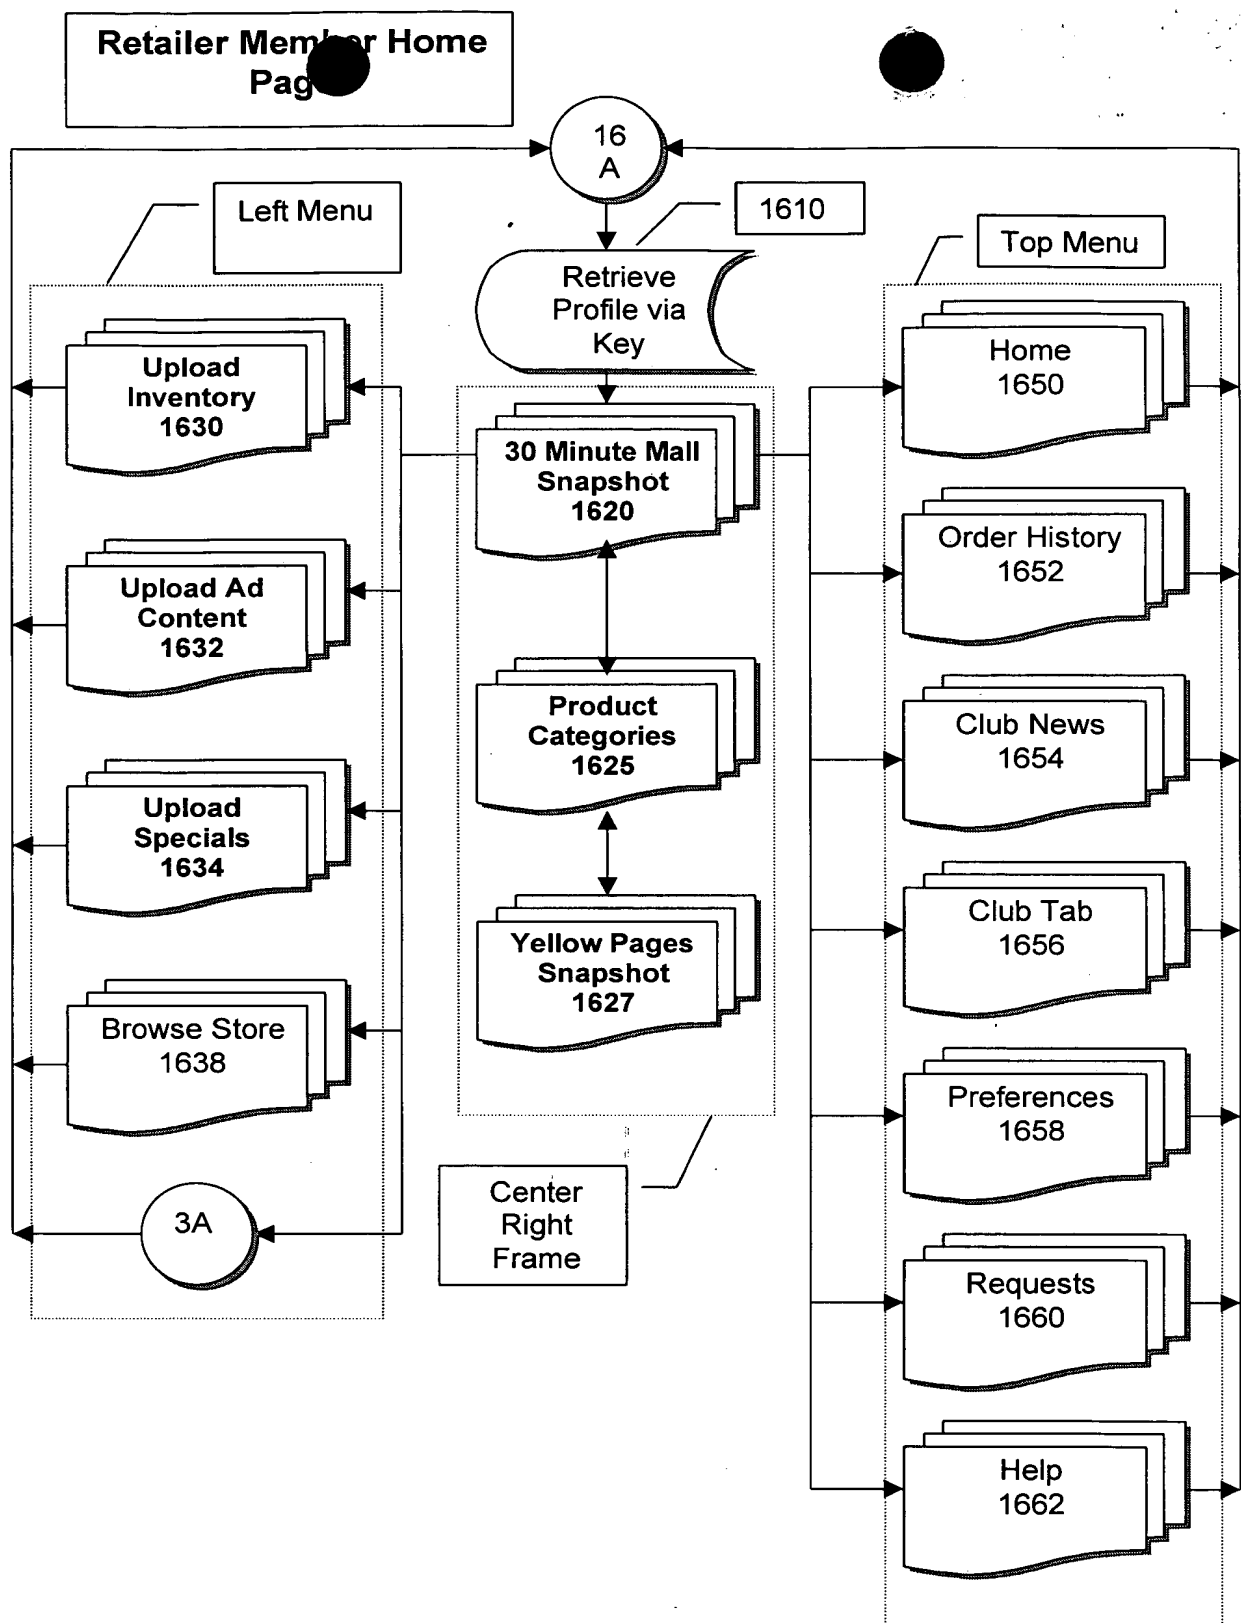 Retailer Member Home
Page
16
A
1610
Left Menu
Top Menu
Retrieve
Profile via
Key
Upload
Inventory
1630
Upload Ad
Content
1632
Upload
Specials
1634
Browse Store
1638
3A
30 Minute Mall
Snapshot
1620
Product
Categories
1625
Yellow Pages
Snapshot
1627
Center
Right
Frame
Home
1650
Order History
1652
Club News
1654
Club Tab
1656
Preferences
1658
Requests
1660
Help
1662